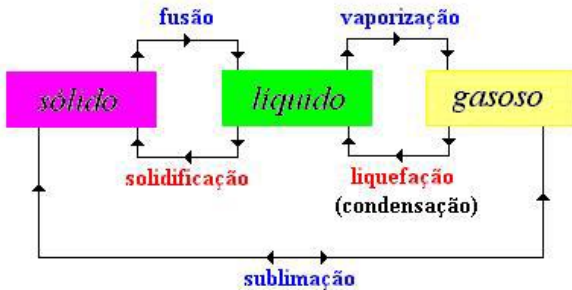 fusão
vaporização
sólido
líquido
gasoso
solidificação
liquefação
(condensação)
sublimação